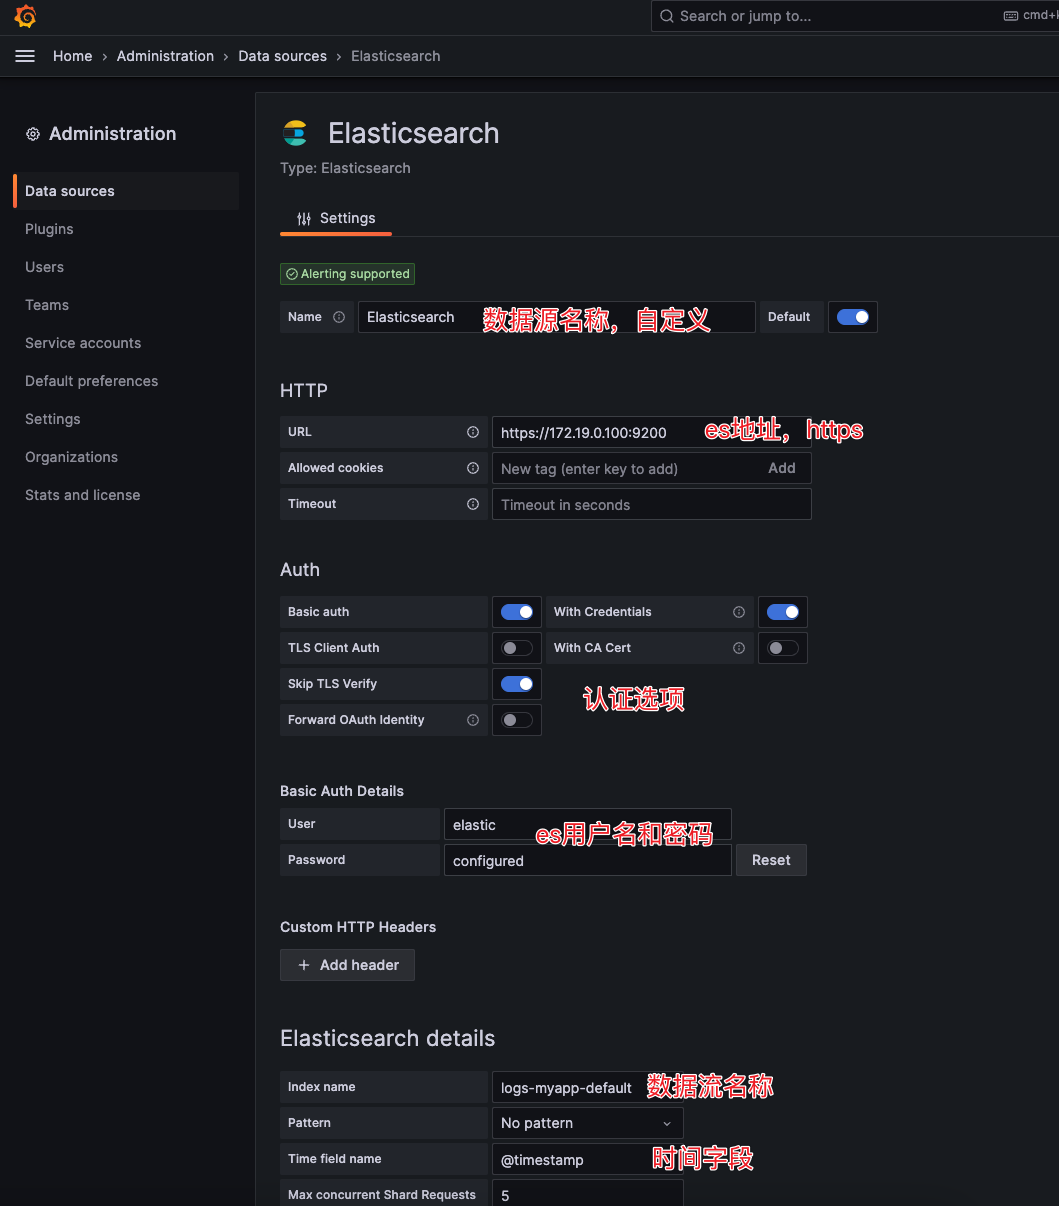 Search or jump to...
cmd+k
Home › Administration › Data sources › Elasticsearch
Administration
Data sources
Plugins
Users
Teams
Service accounts
Default preferences
Settings
Organizations
Stats and license
Elasticsearch
Type: Elasticsearch
Settings
Alerting supported
Name Elasticsearch 数据源名称，自定义 Default
HTTP
URL https://172.19.0.100:9200 es地址，https
Allowed cookies New tag (enter key to add) Add
Timeout Timeout in seconds
Auth
Basic auth With Credentials
TLS Client Auth With CA Cert
Skip TLS Verify
认证选项
Forward OAuth Identity
Basic Auth Details
User elastic
es用户名和密码
Password configured Reset
Custom HTTP Headers
+ Add header
Elasticsearch details
Index name logs-myapp-default 数据流名称
Pattern No pattern
Time field name @timestamp 时间字段
Max concurrent Shard Requests 5